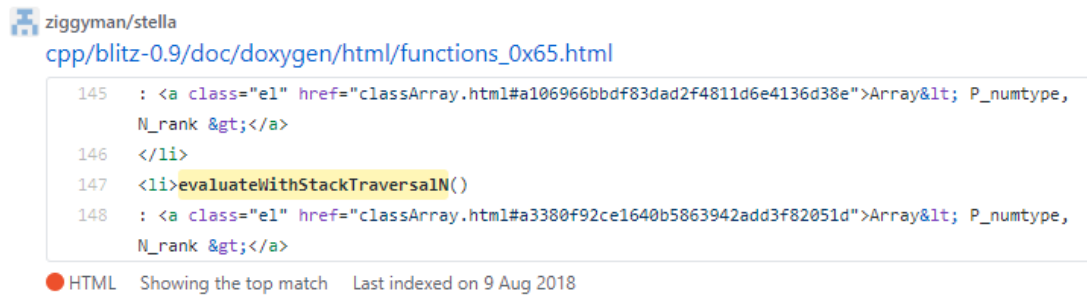 ziggyman/stella
cpp/blitz-0.9/doc/doxygen/html/functions_0x65.html
145 : <a class="el" href="classArray.html#a106966bbdf83dad2f4811d6e4136d38e">Array&lt; P_numtype,
N_rank &gt;</a>
146 </li>
147 <li>evaluateWithStackTraversalN()
148 : <a class="el" href="classArray.html#a3380f92ce1640b5863942add3f82051d">Array&lt; P_numtype,
N_rank &gt;</a>
HTML Showing the top match Last indexed on 9 Aug 2018